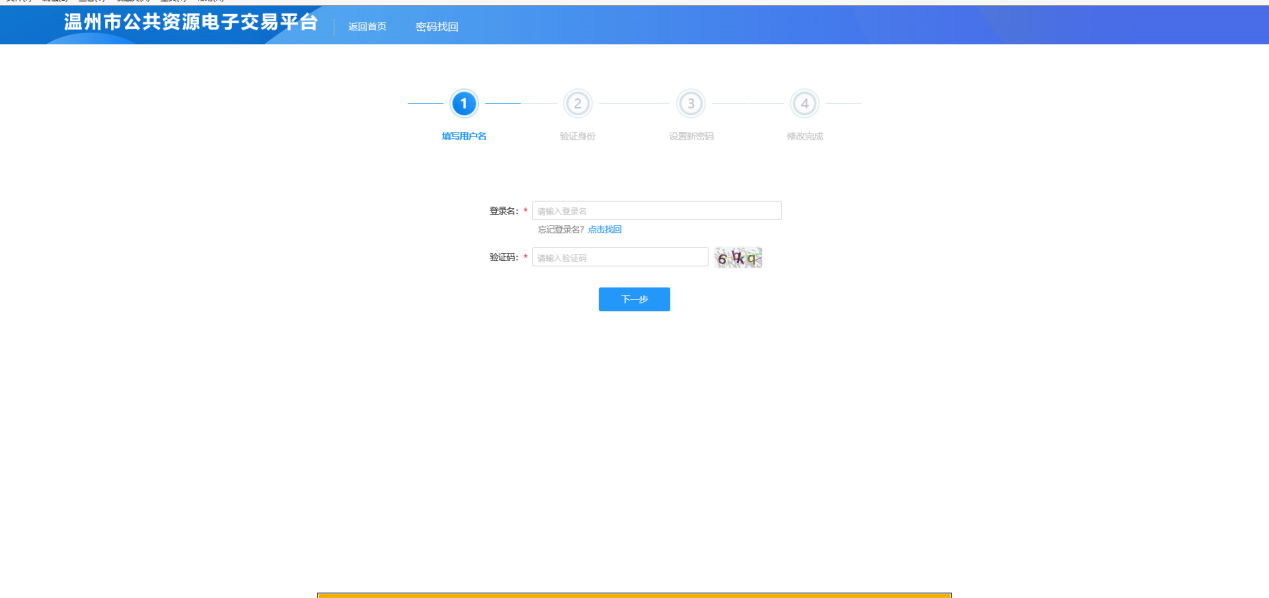 温州市公共资源电子交易平台 返回首页 密码找回
1 2 3 4
填写用户名 验证身份 设置新密码 修改完成
登录名: * 请输入登录名
忘记登录名? 点击找回
验证码: * 请输入验证码
下一步